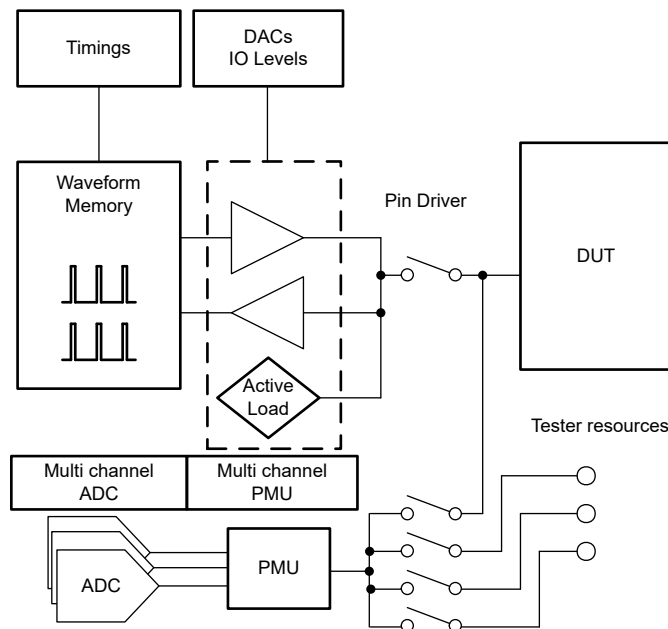 Timings
DACs
IO Levels
Waveform
Memory
Pin Driver
DUT
Active
Load
Tester resources
Multi channel
ADC
Multi channel
PMU
ADC
PMU